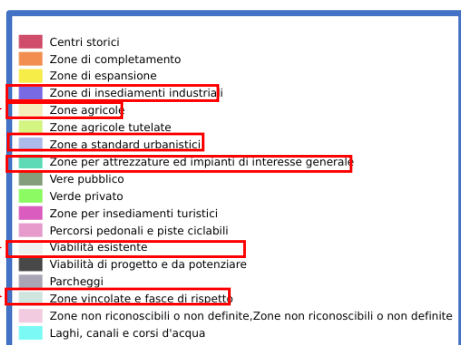 Centri storici
Zone di completamento
Zone di espansione
Zone di insediamenti industriali
Zone agricole
Zone agricole tutelate
Zone a standard urbanistici
Zone per attrezzature ed impianti di interesse generale
Vere pubblico
Verde privato
Zone per insediamenti turistici
Percorsi pedonali e piste ciclabili
Viabilità esistente
Viabilità di progetto e da potenziare
Parcheggi
Zone vincolate e fasce di rispetto
Zone non riconoscibili o non definite,Zone non riconoscibili o non definite
Laghi, canali e corsi d'acqua